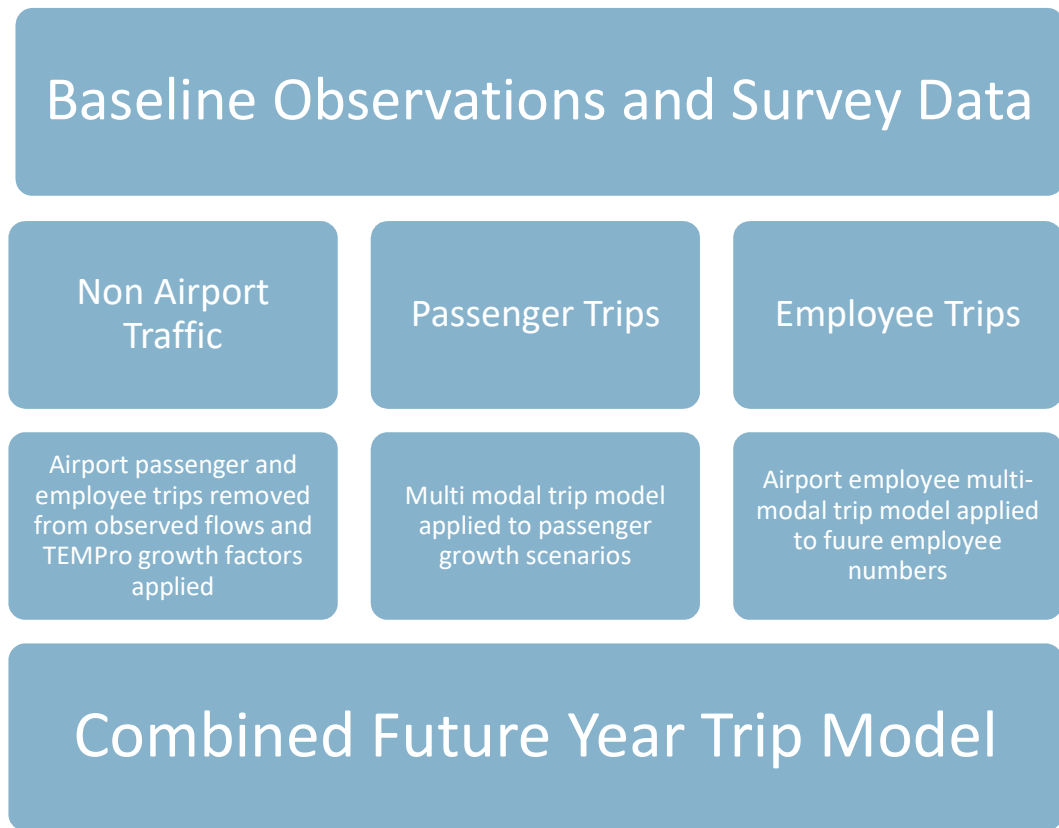 Baseline Observations and Survey Data
Non Airport
Traffic
Passenger Trips
Employee Trips
Airport passenger and
employee trips removed
from observed flows and
TEMPro growth factors
applied
Multi modal trip model
applied to passenger
growth scenarios
Airport employee multi-
modal trip model applied
to fuure employee
numbers
Combined Future Year Trip Model